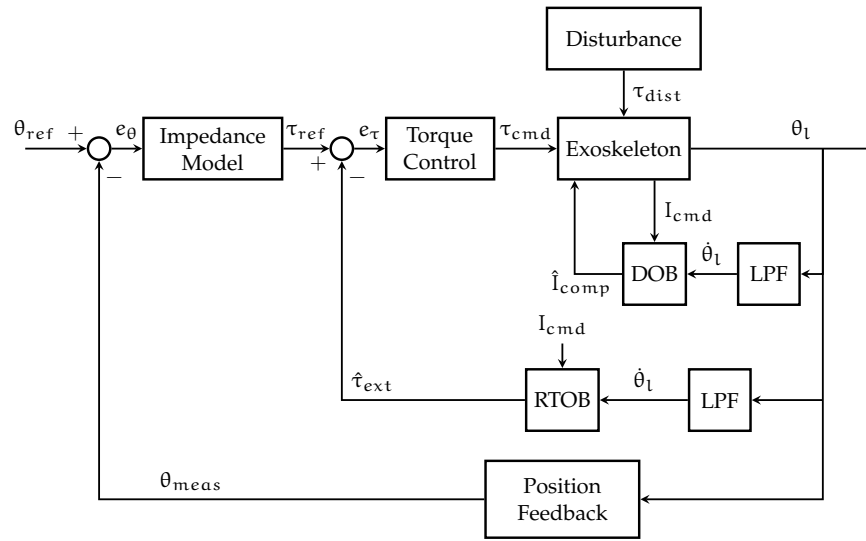 Disturbance
τ_dist
θ_ref
+
−
e_θ
Impedance
Model
τ_ref
+
−
e_τ
Torque
Control
τ_cmd
Exoskeleton
θ_l
I_cmd
Î_comp
DOB
θ̇_l
LPF
I_cmd
τ̂_ext
RTOB
θ̇_l
LPF
θ_meas
Position
Feedback